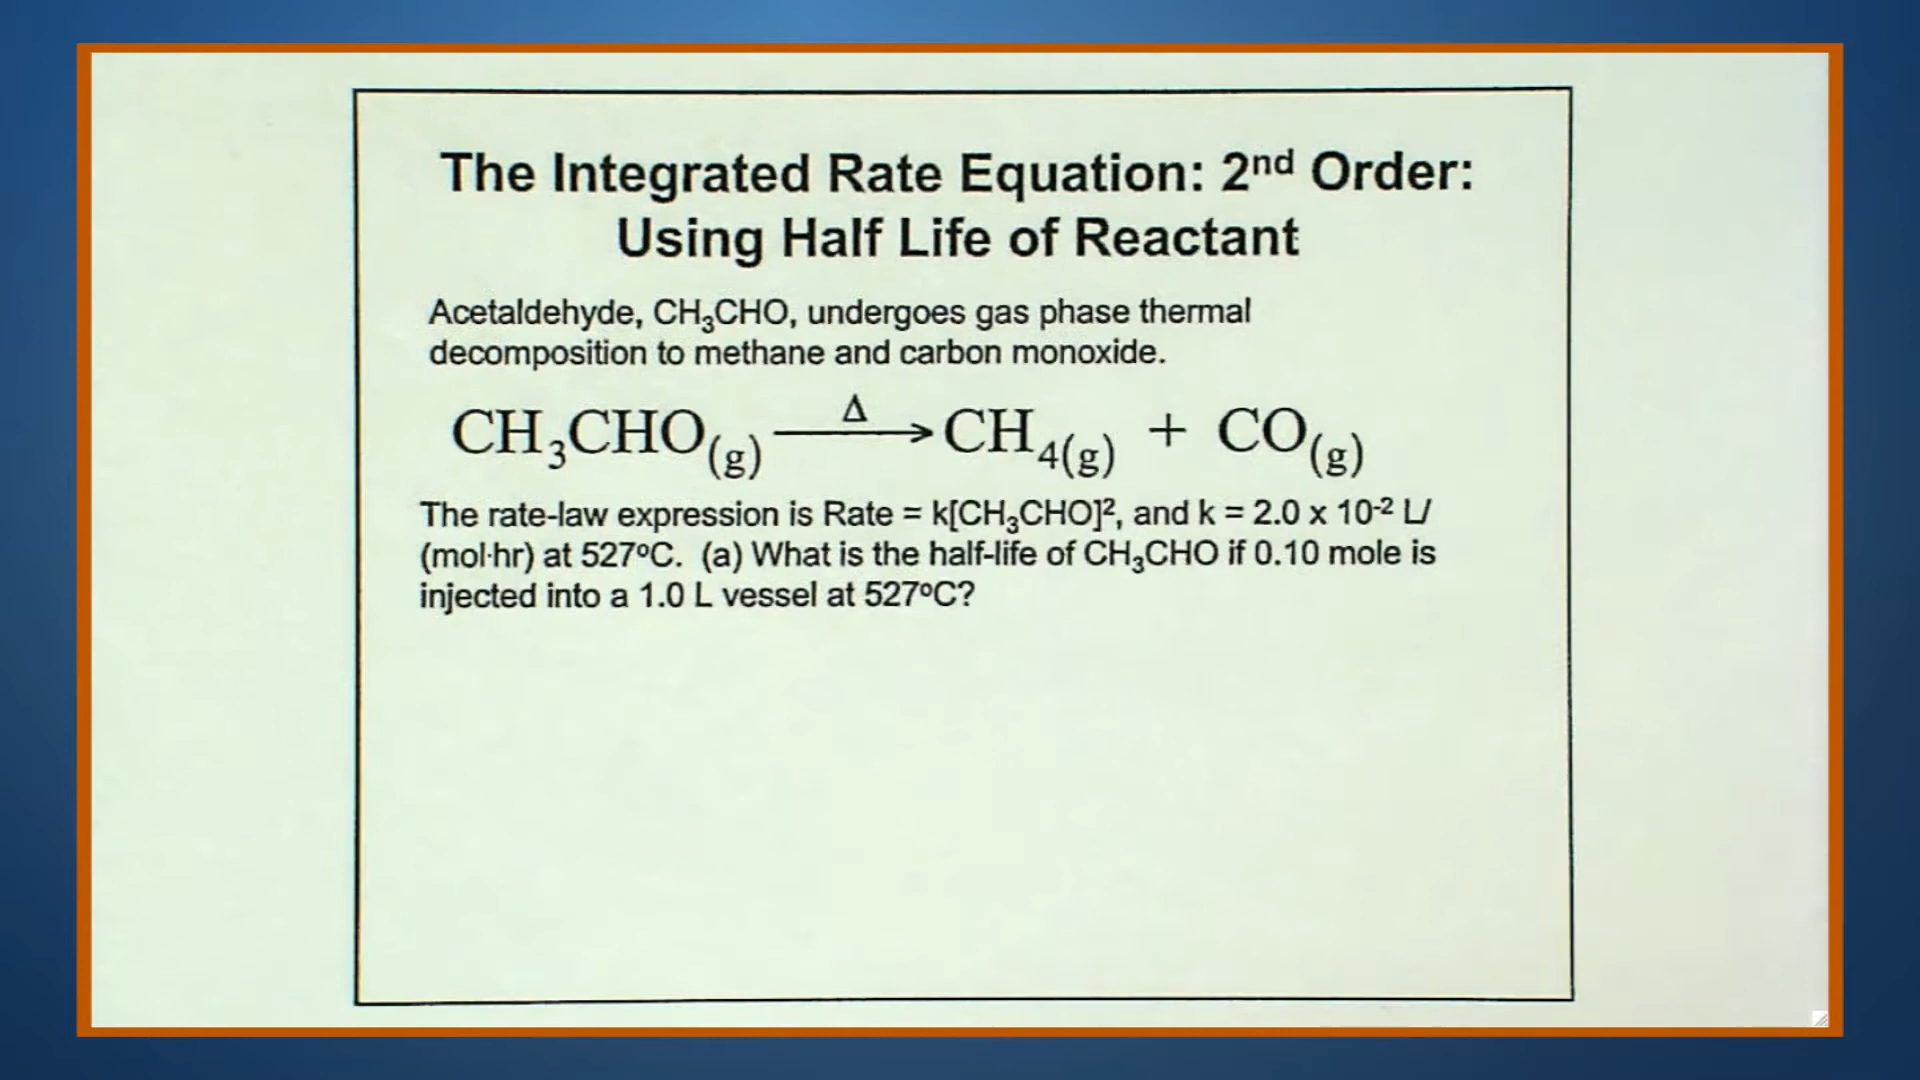 The Integrated Rate Equation: 2nd Order:
Using Half Life of Reactant
Acetaldehyde, CH₃CHO, undergoes gas phase thermal
decomposition to methane and carbon monoxide.
CH₃CHO(g) —Δ→ CH₄(g) + CO(g)
The rate-law expression is Rate = k[CH₃CHO]², and k = 2.0 x 10⁻² L/
(mol·hr) at 527ºC. (a) What is the half-life of CH₃CHO if 0.10 mole is
injected into a 1.0 L vessel at 527ºC?